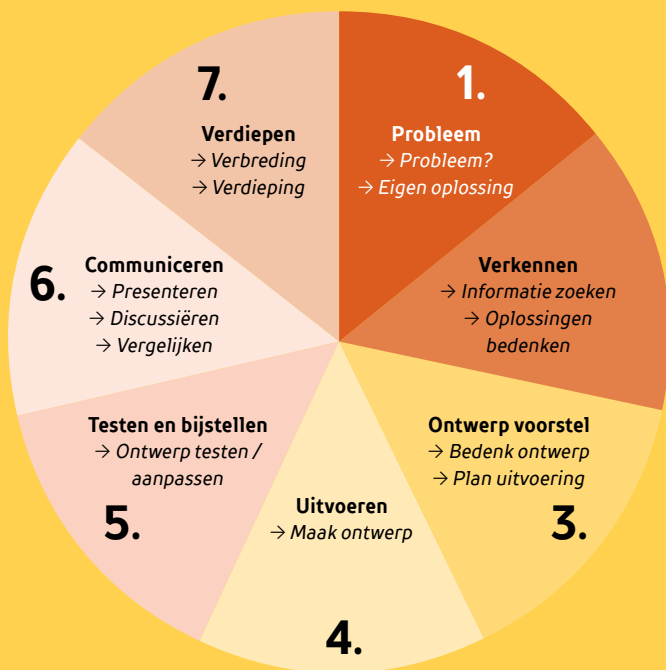 1.
Probleem
→ Probleem?
→ Eigen oplossing
Verkennen
→ Informatie zoeken
→ Oplossingen
bedenken
Ontwerp voorstel
→ Bedenk ontwerp
→ Plan uitvoering
3.
Uitvoeren
→ Maak ontwerp
4.
Testen en bijstellen
→ Ontwerp testen /
aanpassen
5.
6.
Communiceren
→ Presenteren
→ Discussiëren
→ Vergelijken
7.
Verdiepen
→ Verbreding
→ Verdieping